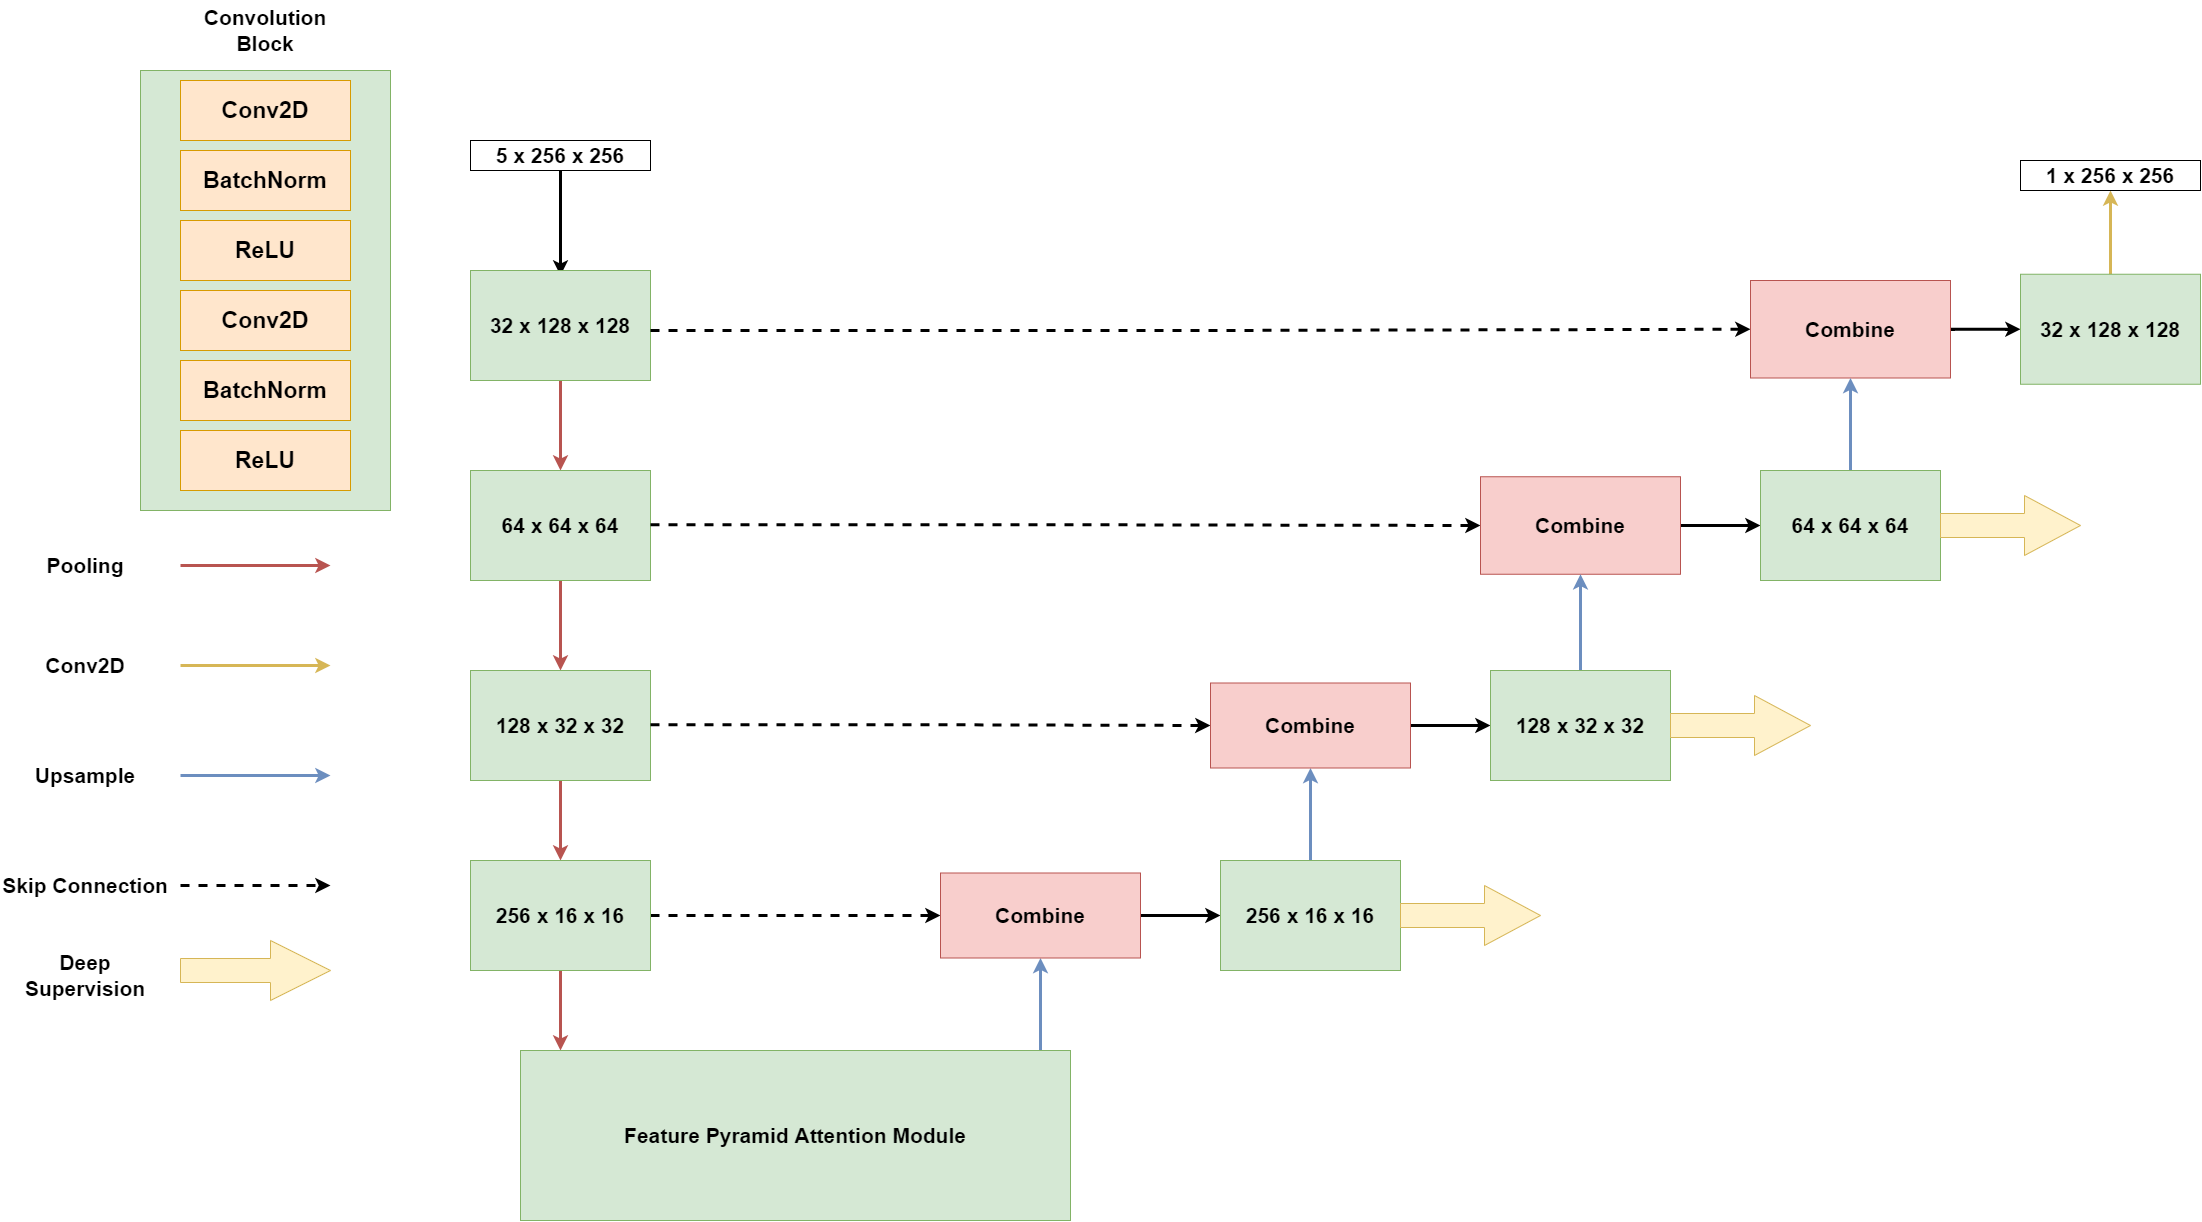 Convolution
Block
Conv2D
BatchNorm
ReLU
Conv2D
BatchNorm
ReLU
Pooling
Conv2D
Upsample
Skip Connection
Deep
Supervision
5 x 256 x 256
1 x 256 x 256
32 x 128 x 128
Combine
32 x 128 x 128
64 x 64 x 64
Combine
64 x 64 x 64
128 x 32 x 32
Combine
128 x 32 x 32
256 x 16 x 16
Combine
256 x 16 x 16
Feature Pyramid Attention Module